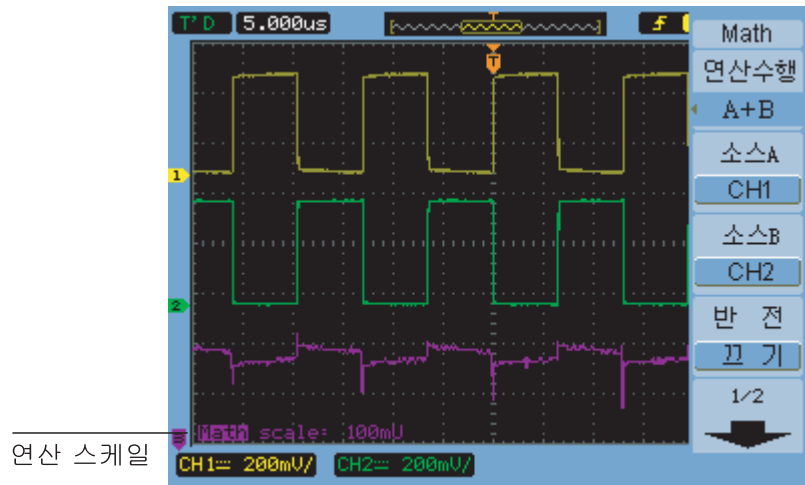 T'D 5.000us T f
T
1
2
Math scale: 100mU
CH1 200mV/ CH2 200mV/
Math
연산수행
A+B
소스A
CH1
소스B
CH2
반 전
끄 기
1/2
연산 스케일